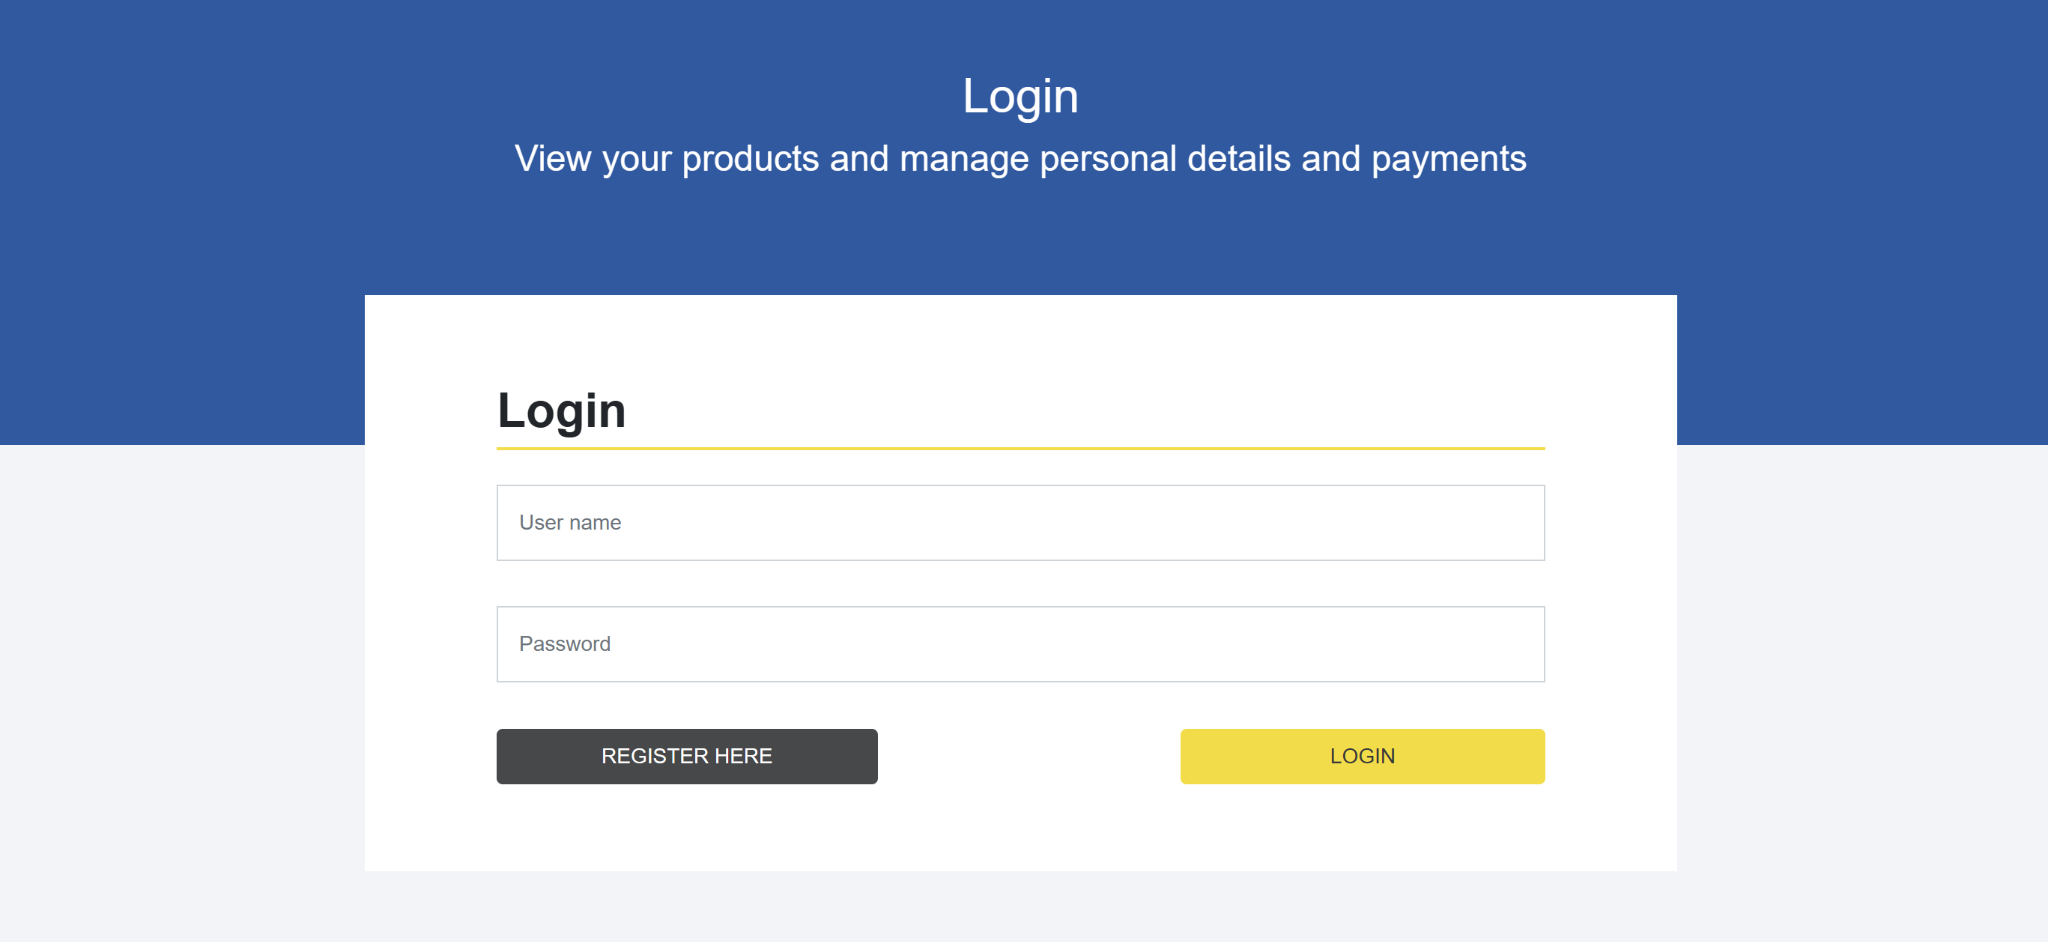 Login
View your products and manage personal details and payments
Login
User name
Password
REGISTER HERE
LOGIN